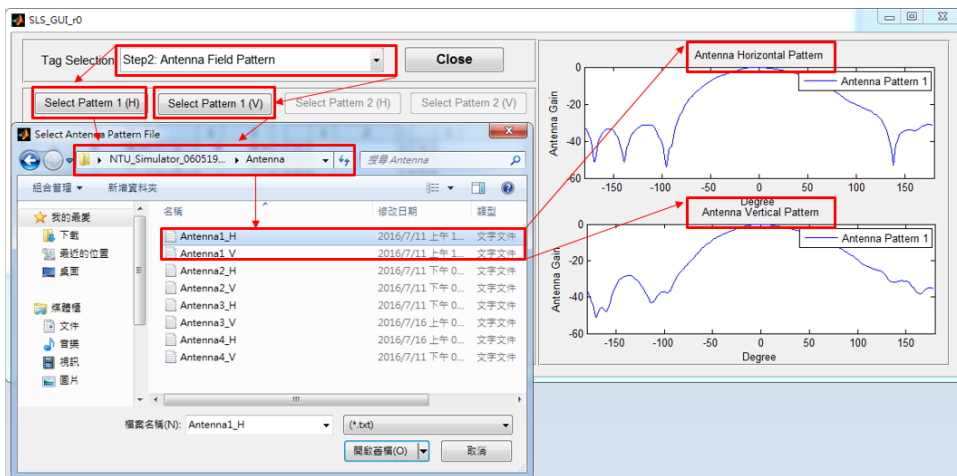 SLS_GUI_r0
Tag Selection
Step2: Antenna Field Pattern
Close
Select Pattern 1 (H)
Select Pattern 1 (V)
Select Pattern 2 (H)
Select Pattern 2 (V)
Select Antenna Pattern File
NTU_Simulator_060519...
Antenna
搜尋 Antenna
組合管理
新增資料夾
我的最愛
下載
最近的位置
桌面
媒體櫃
文件
音樂
視訊
圖片
名稱
修改日期
類型
Antenna1_H 2016/7/11 上午 1... 文字文件
Antenna1_V 2016/7/11 上午 1... 文字文件
Antenna2_H 2016/7/11 下午 0... 文字文件
Antenna2_V 2016/7/11 下午 0... 文字文件
Antenna3_H 2016/7/11 下午 0... 文字文件
Antenna3_V 2016/7/16 上午 0... 文字文件
Antenna4_H 2016/7/16 上午 0... 文字文件
Antenna4_V 2016/7/11 下午 0... 文字文件
檔案名稱(N):
Antenna1_H
(*.txt)
開啟舊檔(O)
取消
Antenna Horizontal Pattern
Antenna Pattern 1
Antenna Gain
0
-20
-40
-60
-150 -100 -50 0 50 100 150
Degree
Antenna Vertical Pattern
Antenna Pattern 1
Antenna Gain
0
-20
-40
-60
-150 -100 -50 0 50 100 150
Degree